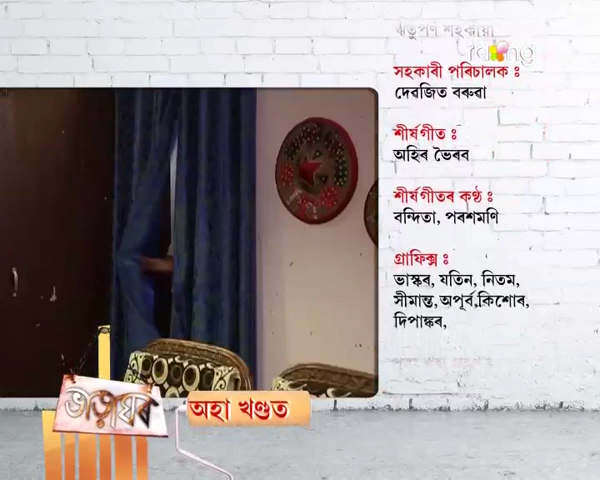 ঋতুপৰ্ণ শইকীয়া
rang
সহকাৰী পৰিচালক ঃ
দেৱজিত বৰুৱা
শীৰ্ষগীত ঃ
অহিৰ ভৈৰব
শীৰ্ষগীতৰ কণ্ঠ ঃ
বন্দিতা, পৰশমণি
গ্ৰাফিক্স ঃ
ভাস্কৰ, যতিন, নিতম,
সীমান্ত, অপূৰ্ব,কিশোৰ,
দিপাঙ্কৰ,
ভাড়াঘৰ
অহা খণ্ডত